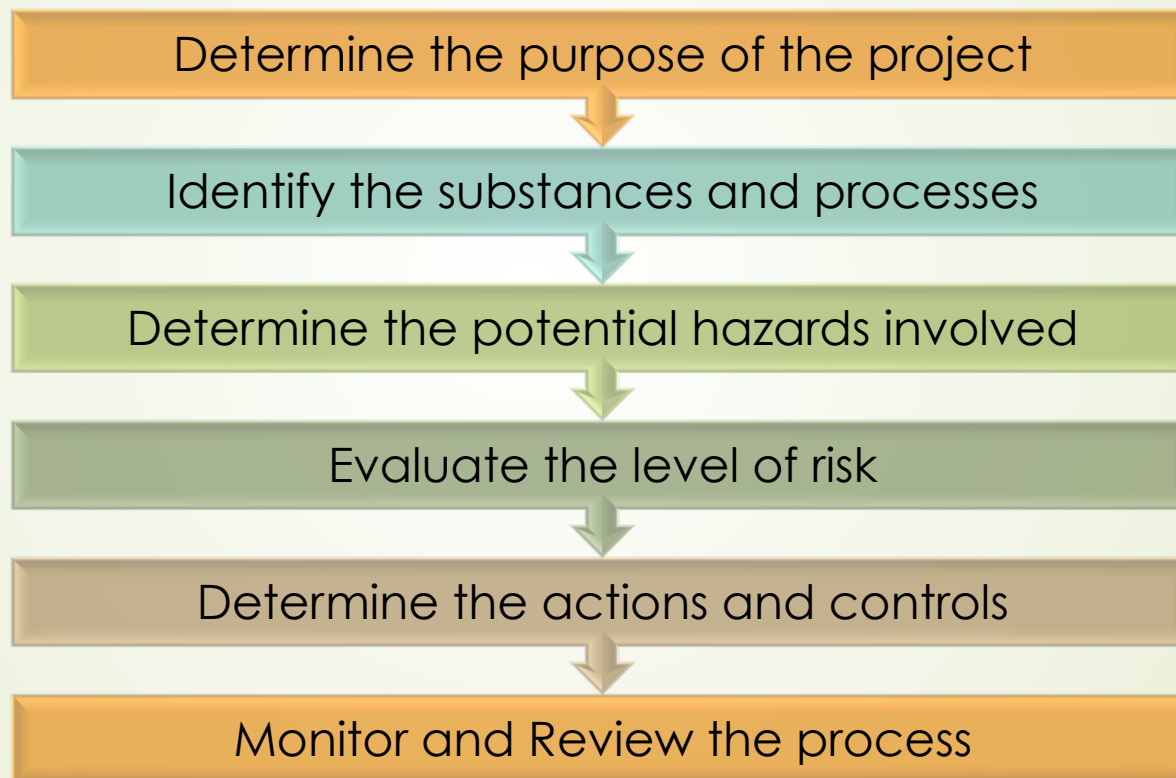 Determine the purpose of the project
Identify the substances and processes
Determine the potential hazards involved
Evaluate the level of risk
Determine the actions and controls
Monitor and Review the process